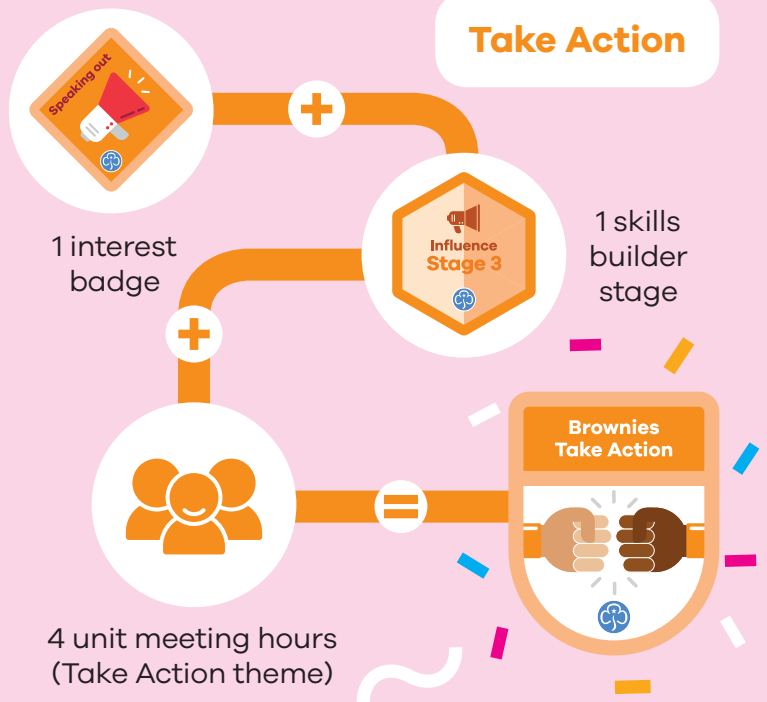 Take Action
Speaking out
1 interest
badge
Influence
Stage 3
1 skills
builder
stage
4 unit meeting hours
(Take Action theme)
Brownies
Take Action